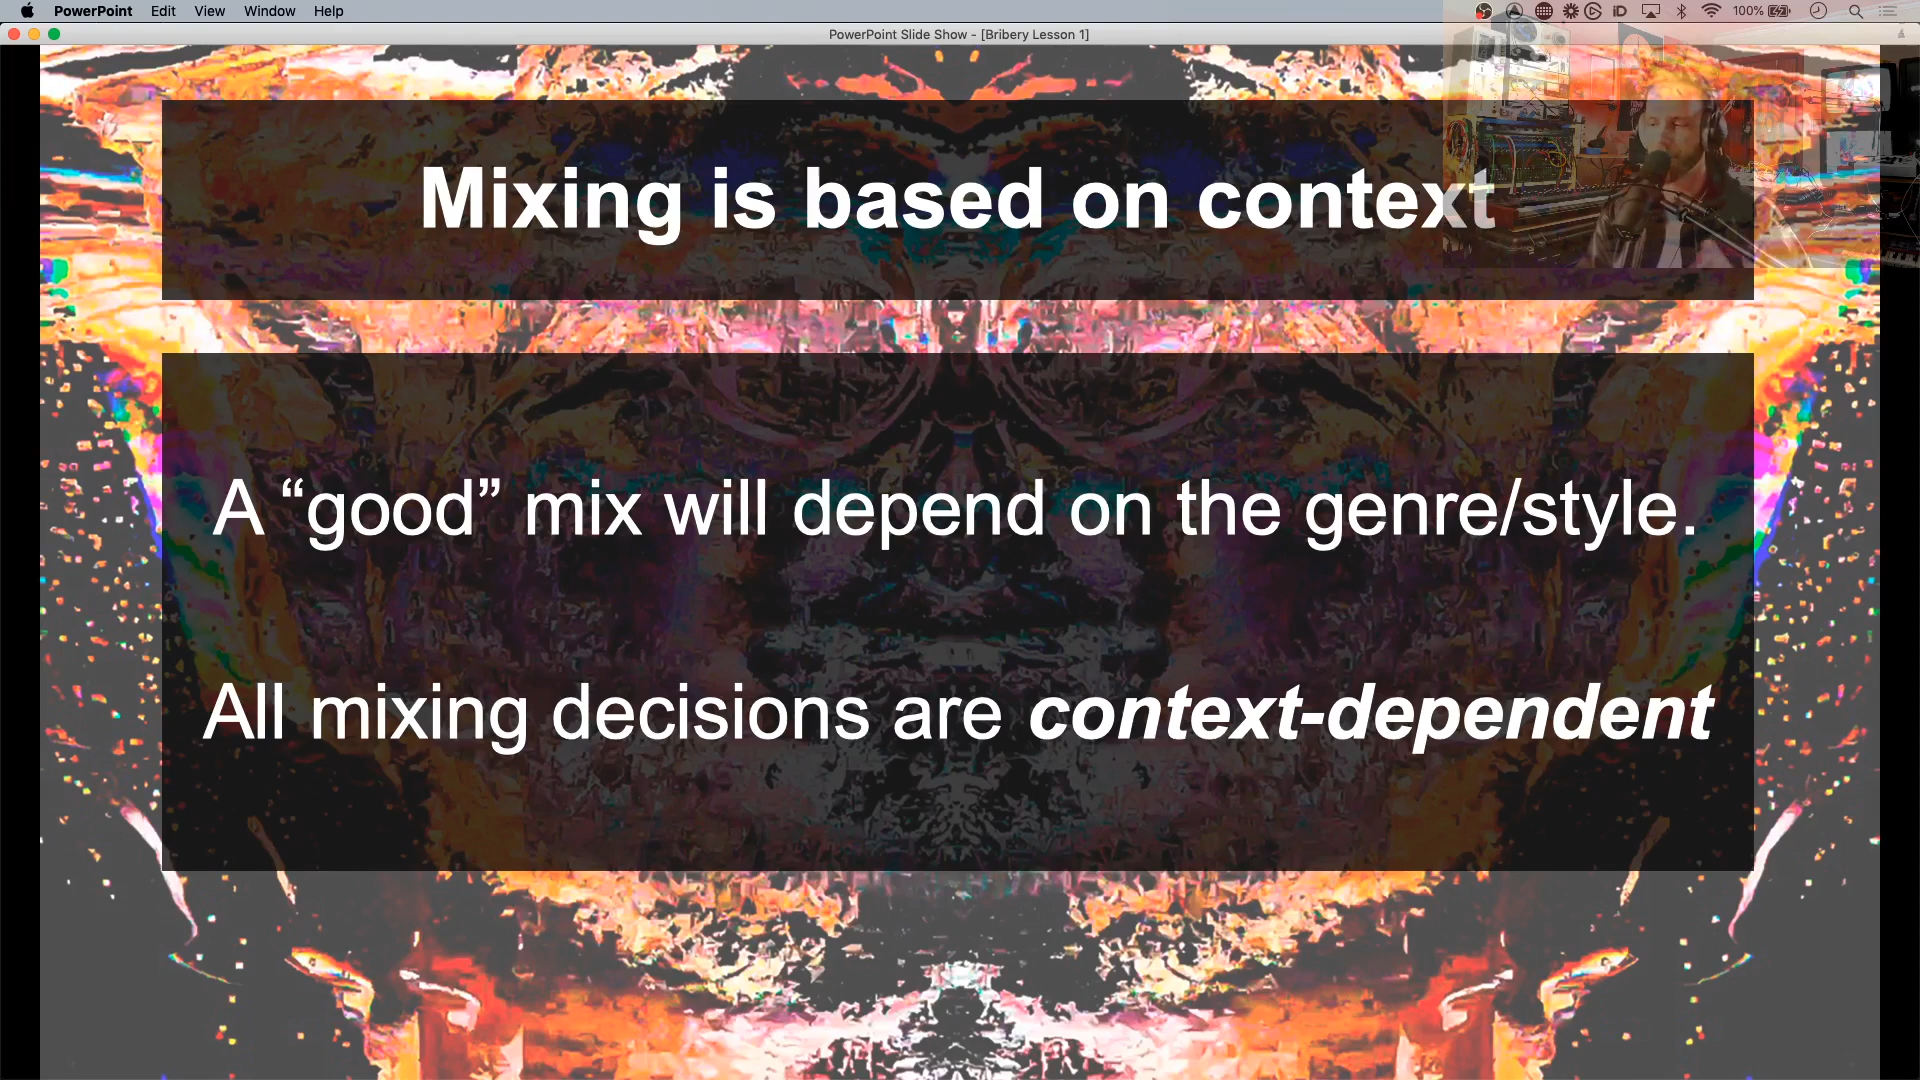 PowerPoint Edit View Window Help 100%
PowerPoint Slide Show - [Bribery Lesson 1]
Mixing is based on context
A “good” mix will depend on the genre/style.
All mixing decisions are context-dependent